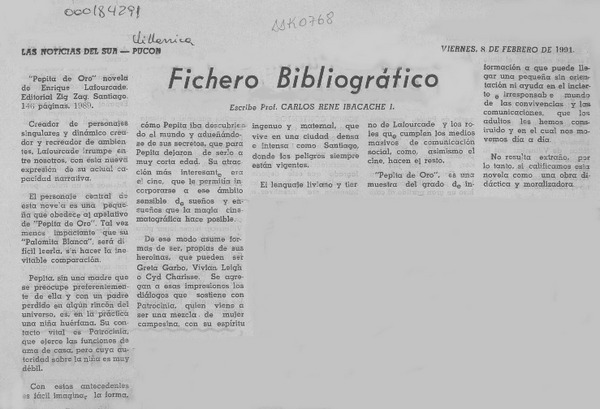 000184291
Villarrica
AAK0768
LAS NOTICIAS DEL SUR — PUCON
VIERNES, 8 DE FEBRERO DE 1991.
Fichero Bibliográfico
Escribe Prof. CARLOS RENE IBACACHE I.
"Pepita de Oro" novela
de Enrique Lafourcade.
Editorial Zig Zag. Santiago.
146 páginas. 1989.
Creador de personajes
singulares y dinámico crea-
dor y recreador de ambien-
tes, Lafourcade irrumpe en-
tre nosotros, con esta nueva
expresión de su actual ca-
pacidad narrativa.
El personaje central de
esta novela es una peque-
ña que obedece al apelativo
de "Pepita de Oro". Tal vez
menos impactante que su
"Palomita Blanca", será di-
fícil leerla, sin hacer la ine-
vitable comparación.
Pepita, sin una madre que
se preocupe preferentemen-
te de ella y con un padre
perdido en algún rincón del
universo, es, en la práctica
una niña huérfana. Su con-
tacto vital es Patrocinia,
que ejerce las funciones de
ama de casa, pero cuya au-
toridad sobre la niña es muy
débil.
Con estos antecedentes
es fácil imaginar la forma,
cómo Pepita iba descubrien-
do el mundo y adueñándo-
se de sus secretos, que para
Pepita dejaron de serlo a
muy corta edad. Su atrac-
ción más interesante era
el cine, que le permitía in-
corporarse a ese ámbito
sensible de sueños y en-
sueños que la magia cine-
matográfica hace posible.
De ese modo asume for-
mas de ser, propias de sus
heroínas, que pueden ser
Greta Garbo, Vivian Leigh
o Cyd Charisse. Se agre-
gan a esas impresiones los
diálogos que sostiene con
Patrocinia, quien viene a
ser una mezcla de mujer
campesina, con su espíritu
ingenuo y maternal, que
vive en una ciudad densa
e intensa como Santiago,
donde los peligros siempre
están vigentes.
El lenguaje liviano y tier
no de Lafourcade y los ro-
les que cumplen los medios
masivos de comunicación
social, como, asimismo el
cine, hacen el resto.
"Pepita de Oro", es una
muestra del grado de in-
formación a que puede lle-
gar una pequeña sin orien-
tación ni ayuda en el incier-
to e irresponsable mundo
de las convivencias y las
comunicaciones, que los
adultos les hemos cons-
truido y en el cual nos
movemos día a día.
No resulta extraño, por
lo tanto, si calificamos esta
novela como una obra di-
dáctica y moralizadora.